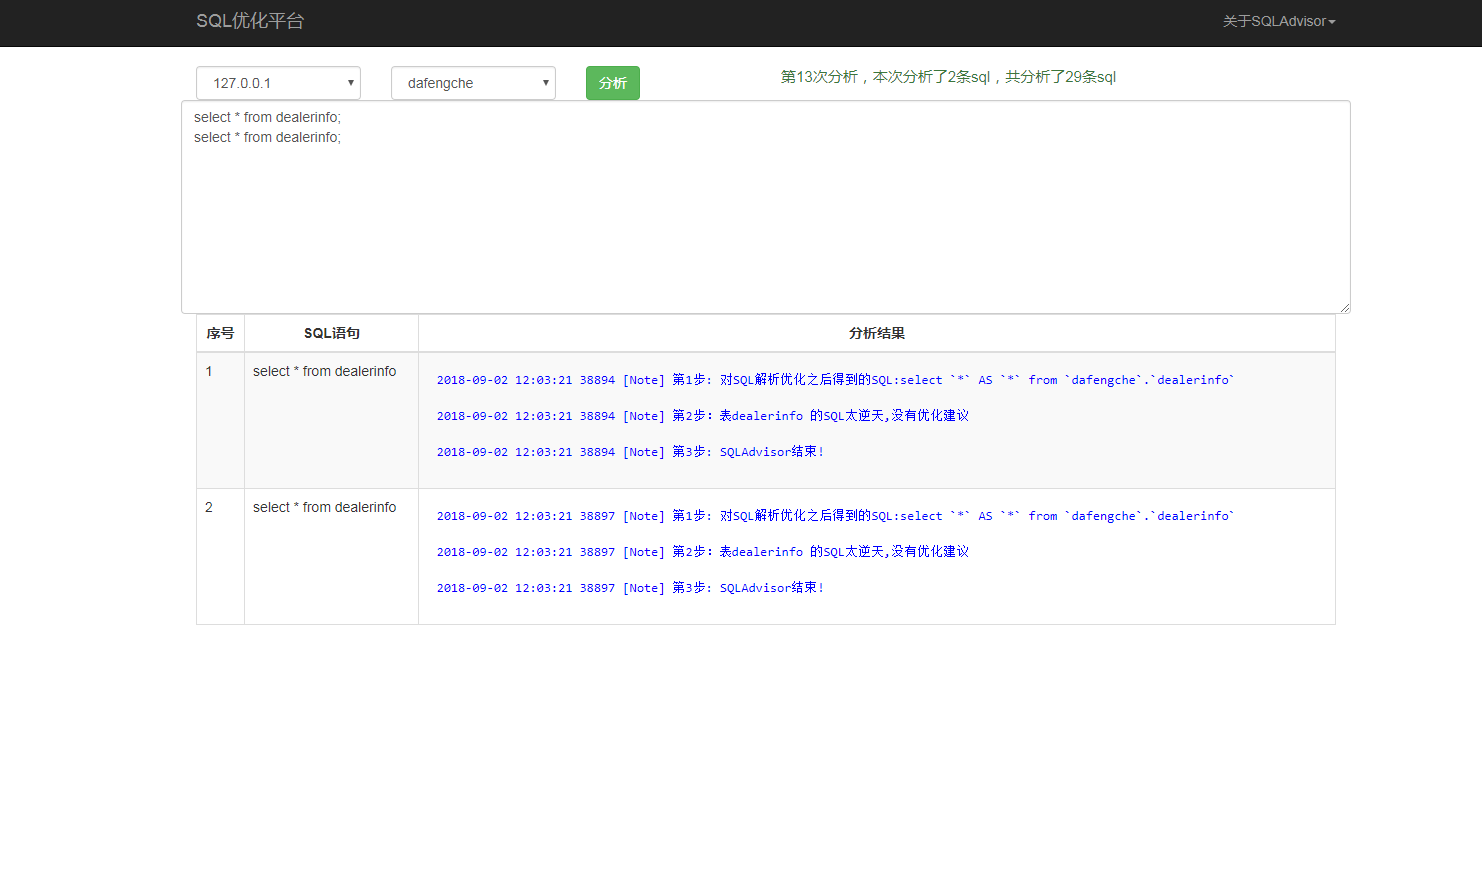 SQL优化平台
关于SQLAdvisor
127.0.0.1
dafengche
分析
第13次分析，本次分析了2条sql，共分析了29条sql
select * from dealerinfo;
select * from dealerinfo;
序号 SQL语句 分析结果
1 select * from dealerinfo
2018-09-02 12:03:21 38894 [Note] 第1步: 对SQL解析优化之后得到的SQL:select `*` AS `*` from `dafengche`.`dealerinfo`
2018-09-02 12:03:21 38894 [Note] 第2步：表dealerinfo 的SQL太逆天,没有优化建议
2018-09-02 12:03:21 38894 [Note] 第3步: SQLAdvisor结束!
2 select * from dealerinfo
2018-09-02 12:03:21 38897 [Note] 第1步: 对SQL解析优化之后得到的SQL:select `*` AS `*` from `dafengche`.`dealerinfo`
2018-09-02 12:03:21 38897 [Note] 第2步：表dealerinfo 的SQL太逆天,没有优化建议
2018-09-02 12:03:21 38897 [Note] 第3步: SQLAdvisor结束!